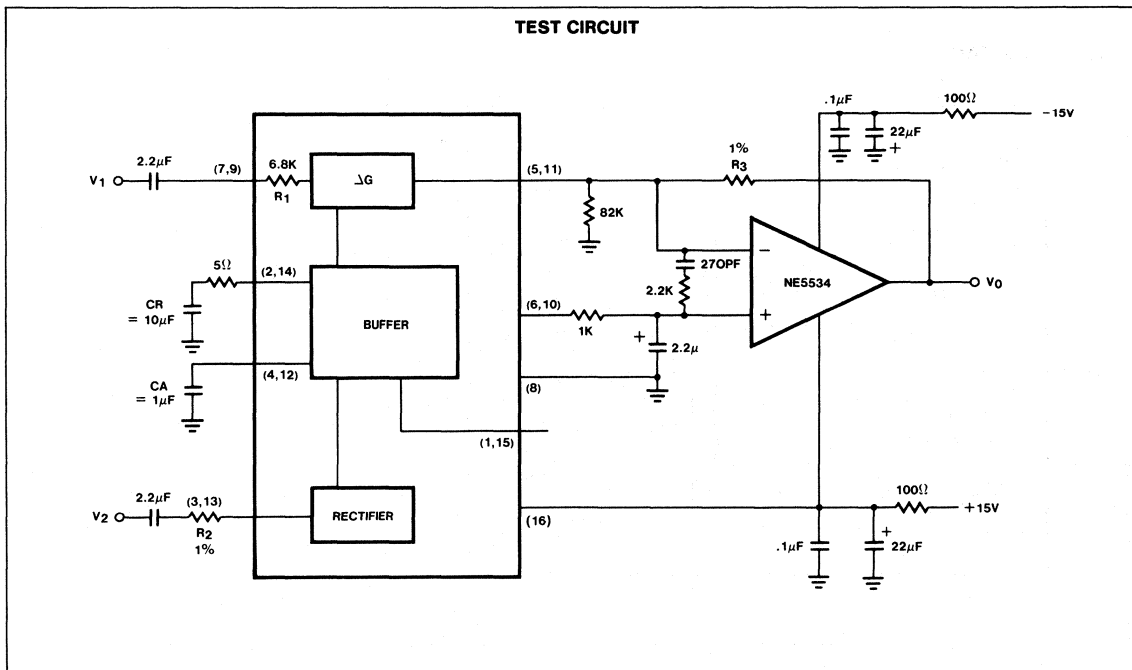 TEST CIRCUIT
.1μF
100Ω
22μF
+
−15V
2.2μF
(7,9)
6.8K
ΔG
(5,11)
1%
R3
V1
R1
82K
5Ω
(2,14)
−
270PF
NE5534
V0
2.2K
(6,10)
BUFFER
+
CR
= 10μF
1K
+
2.2μ
(4,12)
(8)
CA
= 1μF
(1,15)
100Ω
2.2μF
(3,13)
+15V
V2
RECTIFIER
(16)
+
R2
.1μF
22μF
1%